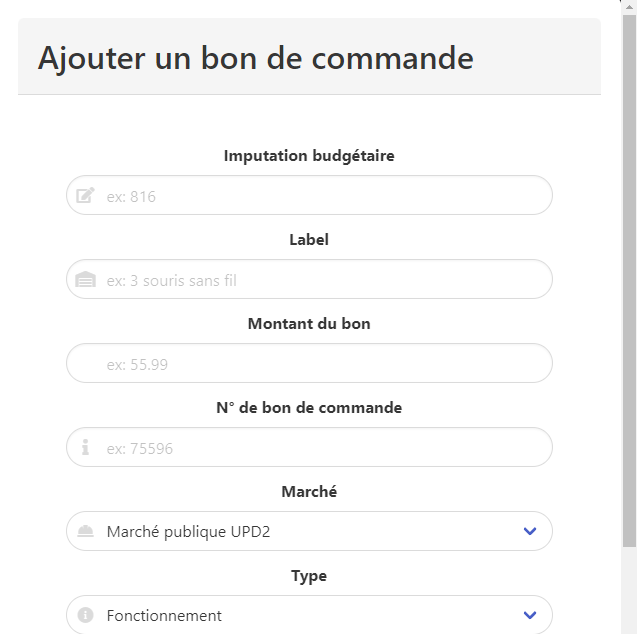 Ajouter un bon de commande
Imputation budgétaire
ex: 816
Label
ex: 3 souris sans fil
Montant du bon
ex: 55.99
N° de bon de commande
ex: 75596
Marché
Marché publique UPD2
Type
Fonctionnement